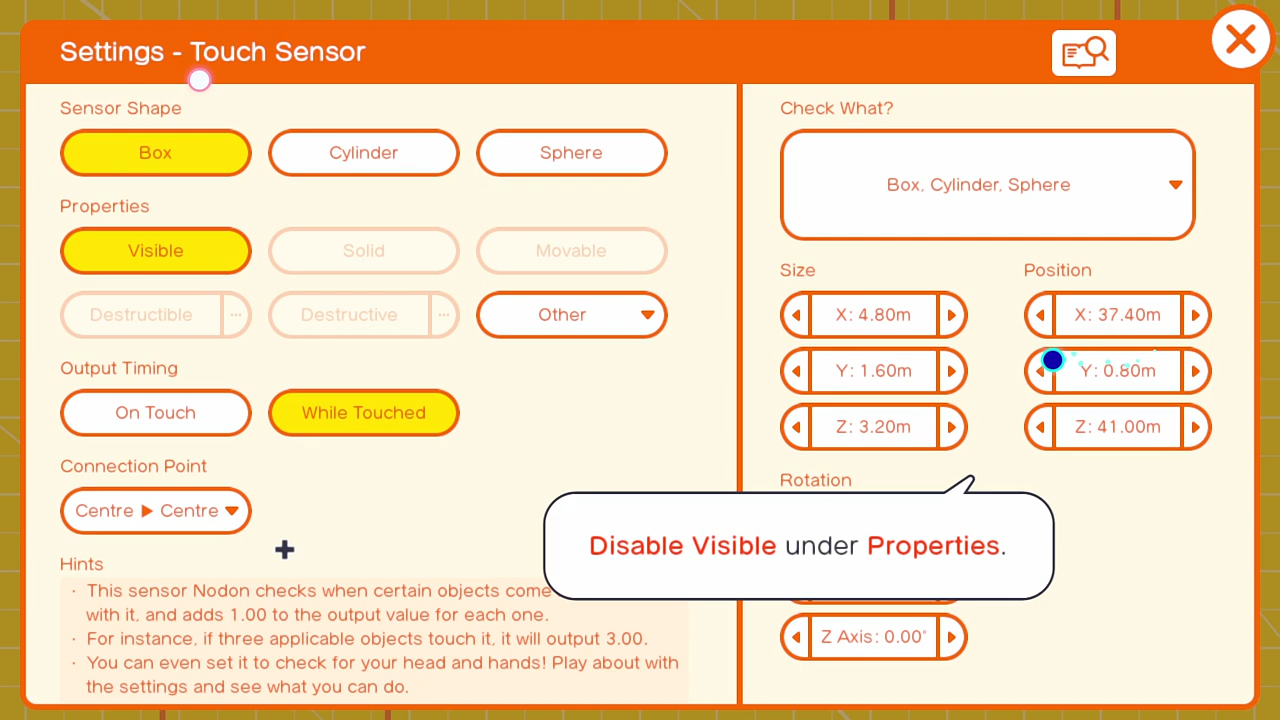 Settings - Touch Sensor
Sensor Shape
Box
Cylinder
Sphere
Properties
Visible
Solid
Movable
Destructible
...
Destructive
...
Other
Output Timing
On Touch
While Touched
Connection Point
Centre ▶ Centre
Hints
· This sensor Nodon checks when certain objects come
with it, and adds 1.00 to the output value for each one.
· For instance, if three applicable objects touch it, it will output 3.00.
· You can even set it to check for your head and hands! Play about with
the settings and see what you can do.
Check What?
Box, Cylinder, Sphere
Size
X: 4.80m
Y: 1.60m
Z: 3.20m
Position
X: 37.40m
Y: 0.80m
Z: 41.00m
Rotation
Z Axis: 0.00°
Disable Visible under Properties.